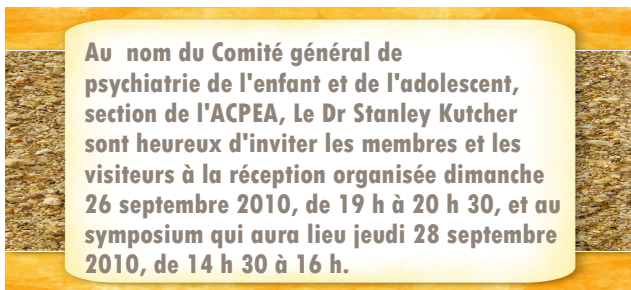 Au  nom du Comité général de
psychiatrie de l'enfant et de l'adolescent,
section de l'ACPEA, Le Dr Stanley Kutcher
sont heureux d'inviter les membres et les
visiteurs à la réception organisée dimanche
26 septembre 2010, de 19 h à 20 h 30, et au
symposium qui aura lieu jeudi 28 septembre
2010, de 14 h 30 à 16 h.